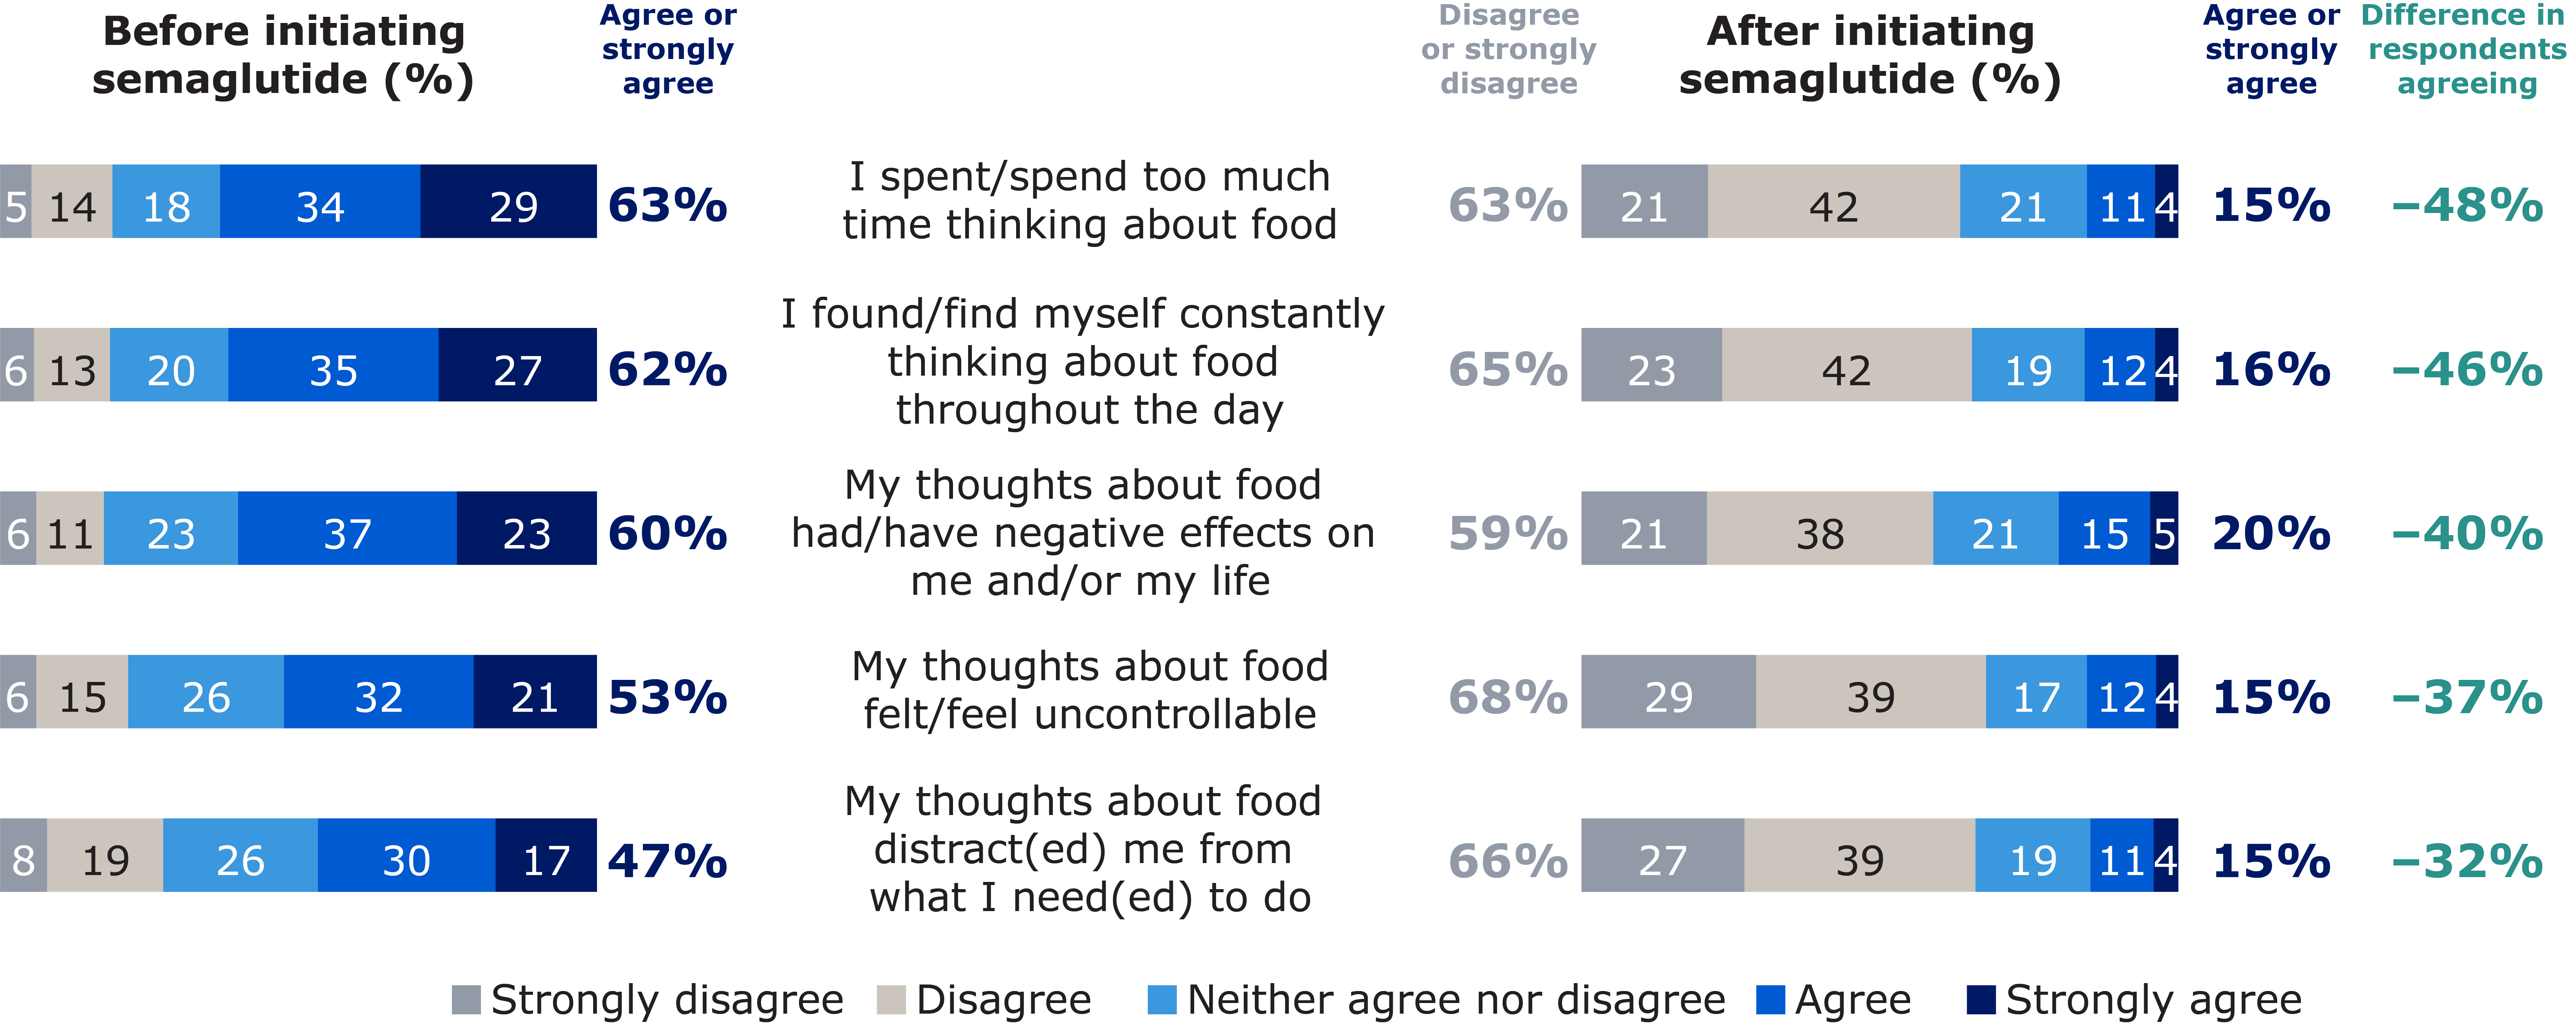 Before initiating
semaglutide (%)
Agree or
strongly
agree
Disagree
or strongly
disagree
After initiating
semaglutide (%)
Agree or
strongly
agree
Difference in
respondents
agreeing
5 14 18 34 29 63%
I spent/spend too much
time thinking about food
63% 21 42 21 11 4 15% −48%
6 13 20 35 27 62%
I found/find myself constantly
thinking about food
throughout the day
65% 23 42 19 12 4 16% −46%
6 11 23 37 23 60%
My thoughts about food
had/have negative effects on
me and/or my life
59% 21 38 21 15 5 20% −40%
6 15 26 32 21 53%
My thoughts about food
felt/feel uncontrollable
68% 29 39 17 12 4 15% −37%
8 19 26 30 17 47%
My thoughts about food
distract(ed) me from
what I need(ed) to do
66% 27 39 19 11 4 15% −32%
Strongly disagree Disagree Neither agree nor disagree Agree Strongly agree